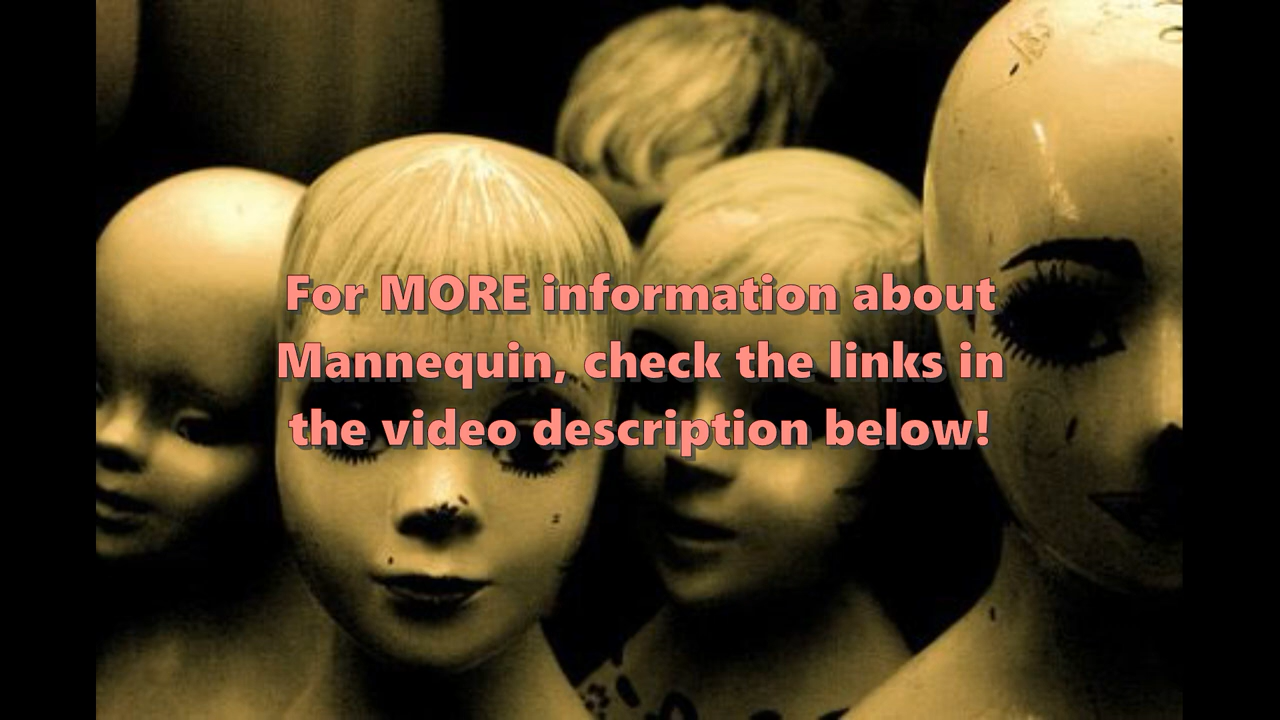 For MORE information about
Mannequin, check the links in
the video description below!